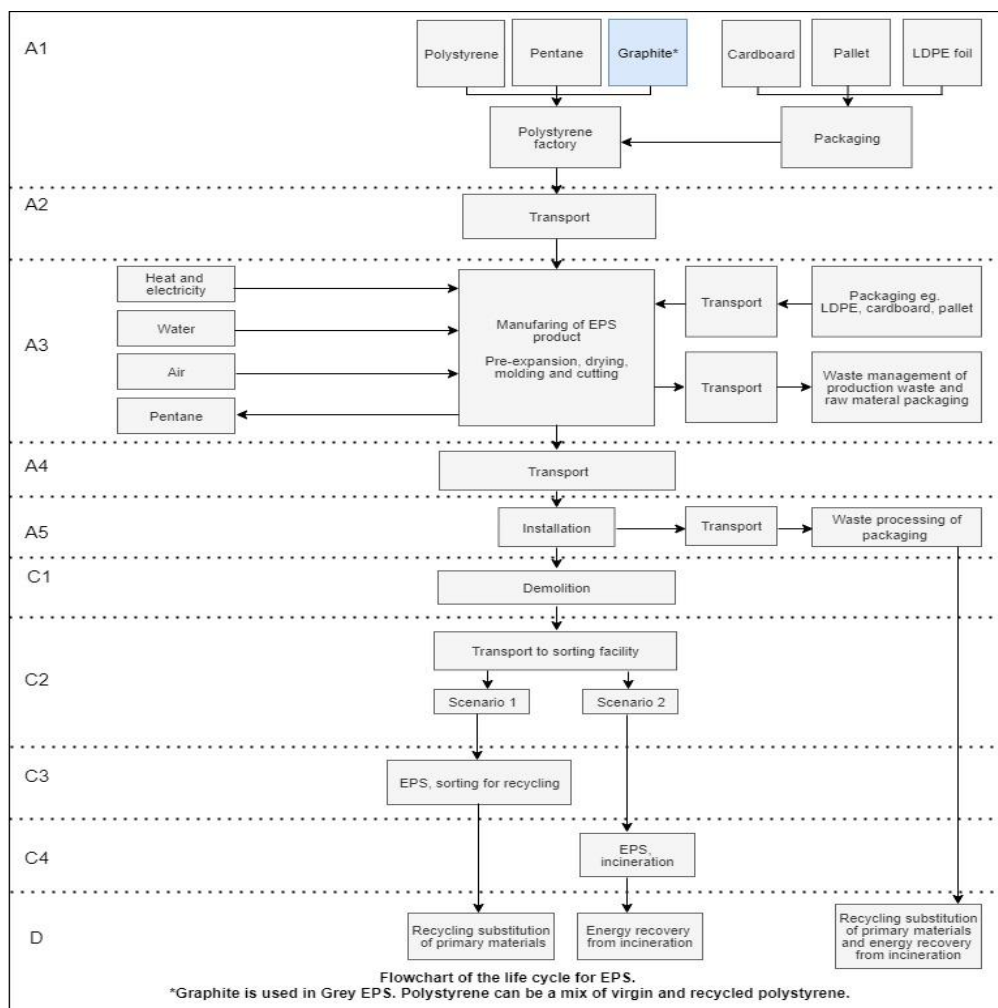 A1
Polystyrene
Pentane
Graphite*
Cardboard
Pallet
LDPE foil
Polystyrene
factory
Packaging
A2
Transport
A3
Heat and
electricity
Water
Air
Pentane
Manufaring of EPS
product
Pre-expansion, drying,
molding and cutting
Transport
Packaging eg.
LDPE, cardboard, pallet
Transport
Waste management of
production waste and
raw materal packaging
A4
Transport
A5
Installation
Transport
Waste processing of
packaging
C1
Demolition
C2
Transport to sorting facility
Scenario 1
Scenario 2
C3
EPS, sorting for recycling
C4
EPS,
incineration
D
Recycling substitution
of primary materials
Energy recovery
from incineration
Recycling substitution
of primary materials
and energy recovery
from incineration
Flowchart of the life cycle for EPS.
*Graphite is used in Grey EPS. Polystyrene can be a mix of virgin and recycled polystyrene.